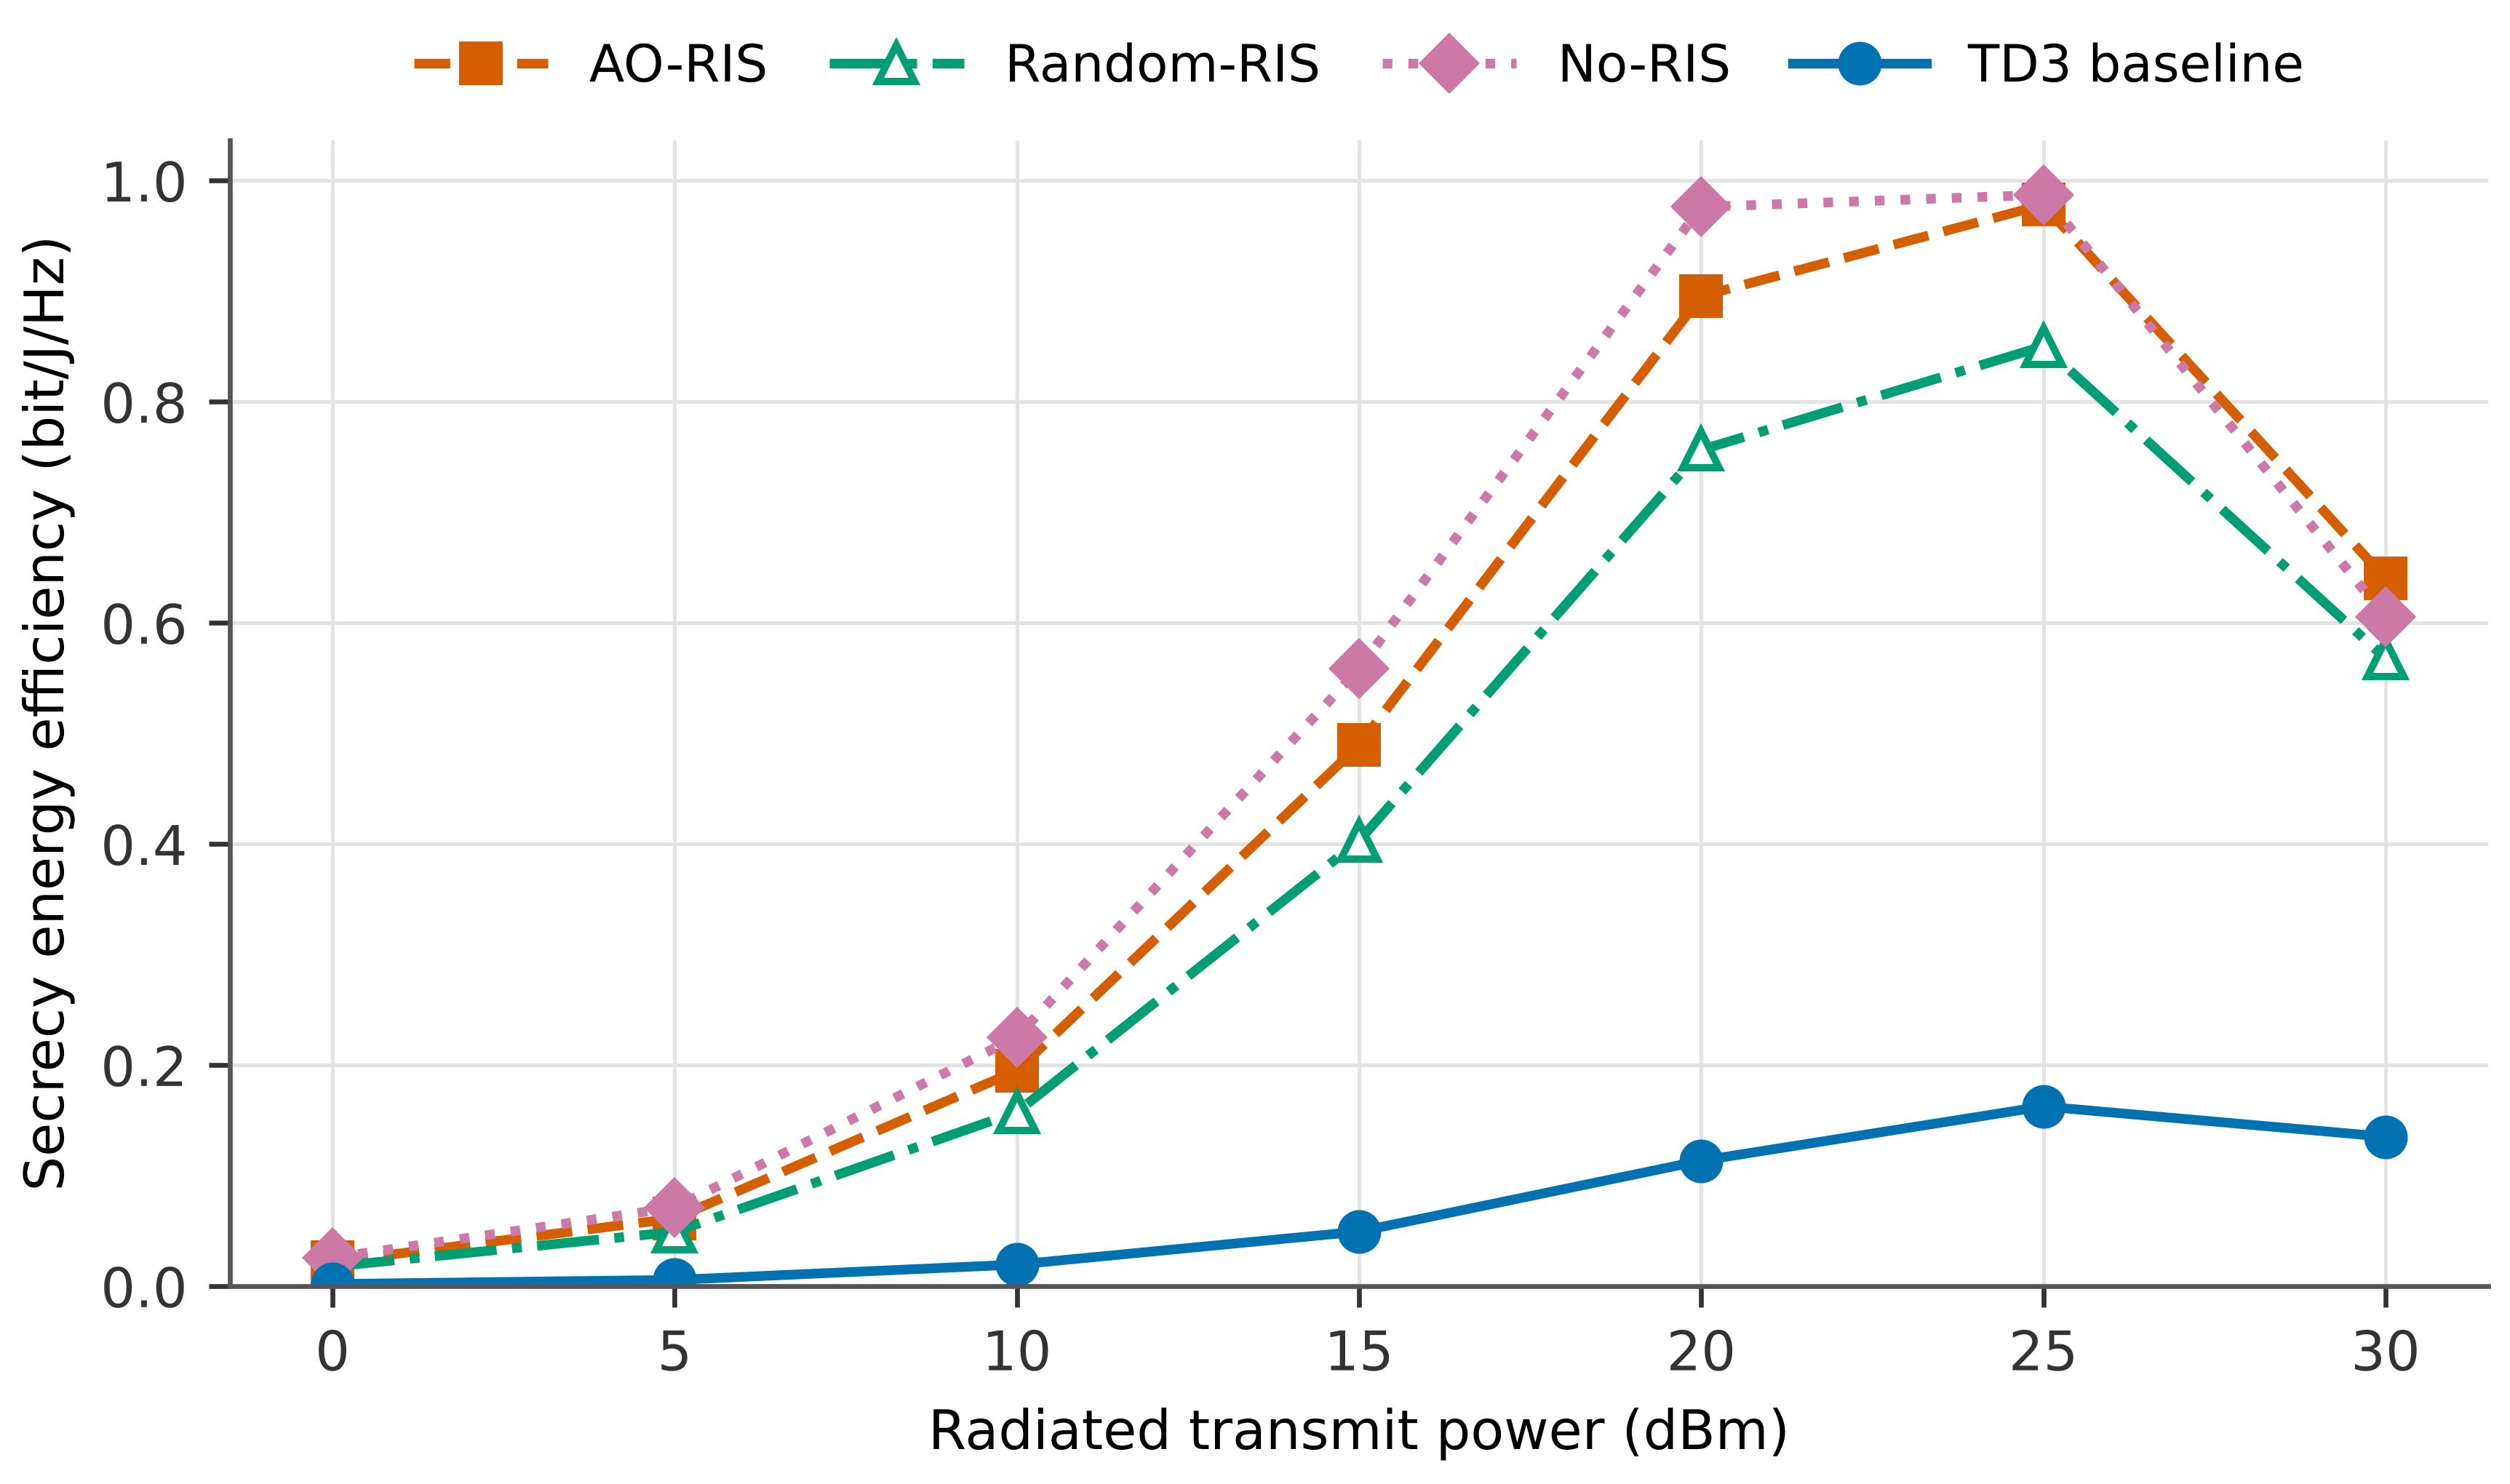 AO-RIS Random-RIS No-RIS TD3 baseline
Secrecy energy efficiency (bit/J/Hz)
1.0
0.8
0.6
0.4
0.2
0.0
0 5 10 15 20 25 30
Radiated transmit power (dBm)